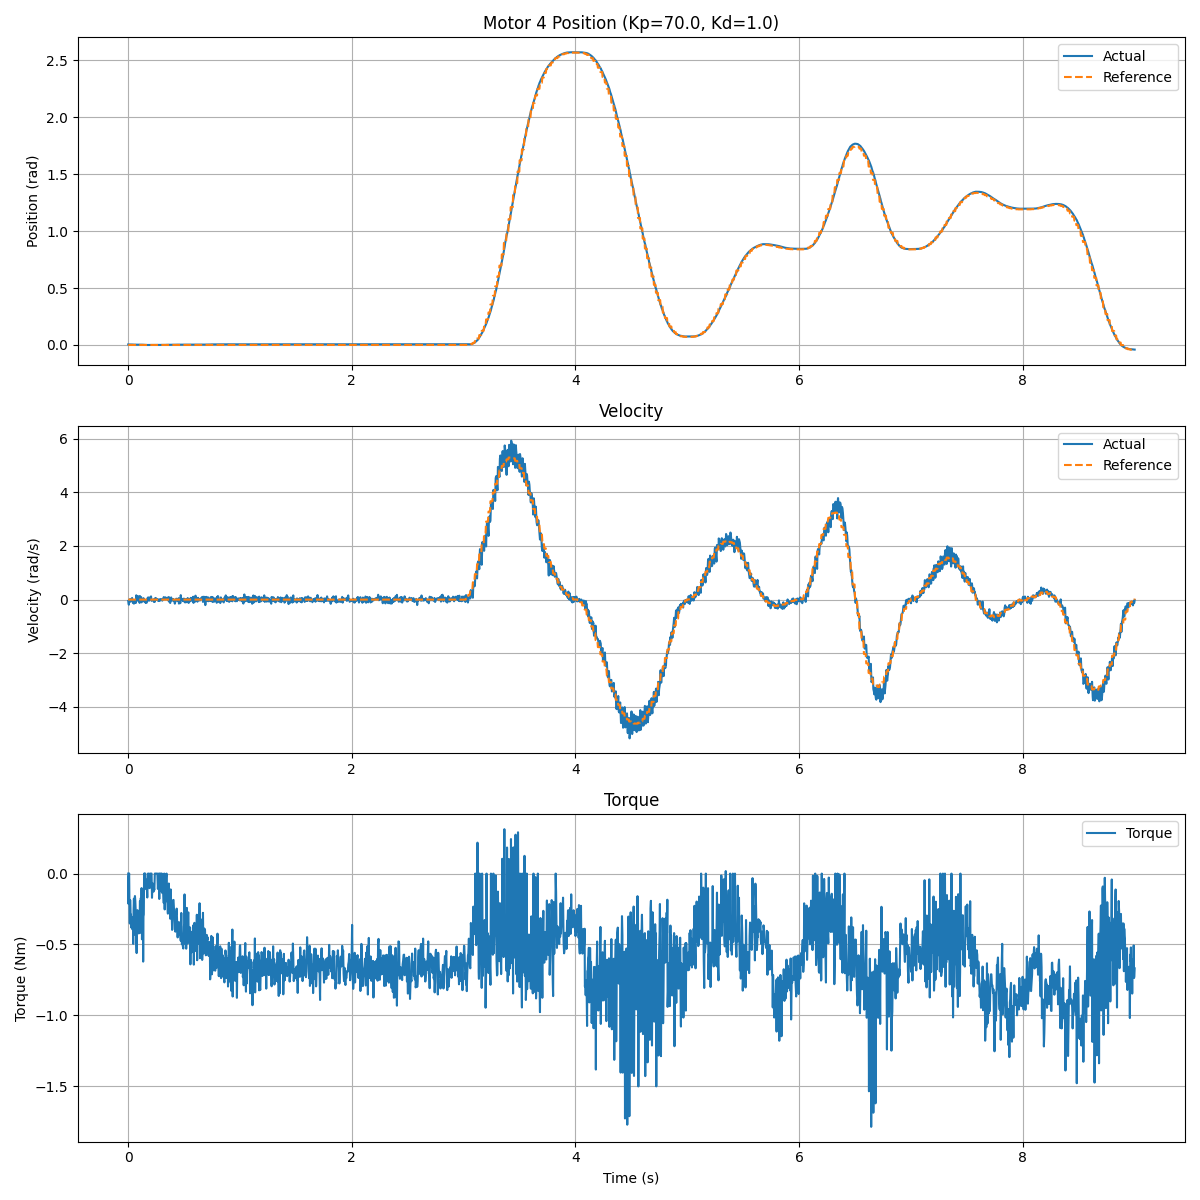 Motor 4 Position (Kp=70.0, Kd=1.0)
Position (rad)
2.5
2.0
1.5
1.0
0.5
0.0
Actual
Reference
0 2 4 6 8
Velocity
Velocity (rad/s)
6
4
2
0
−2
−4
Actual
Reference
0 2 4 6 8
Torque
Torque (Nm)
0.0
−0.5
−1.0
−1.5
Torque
0 2 4 6 8
Time (s)